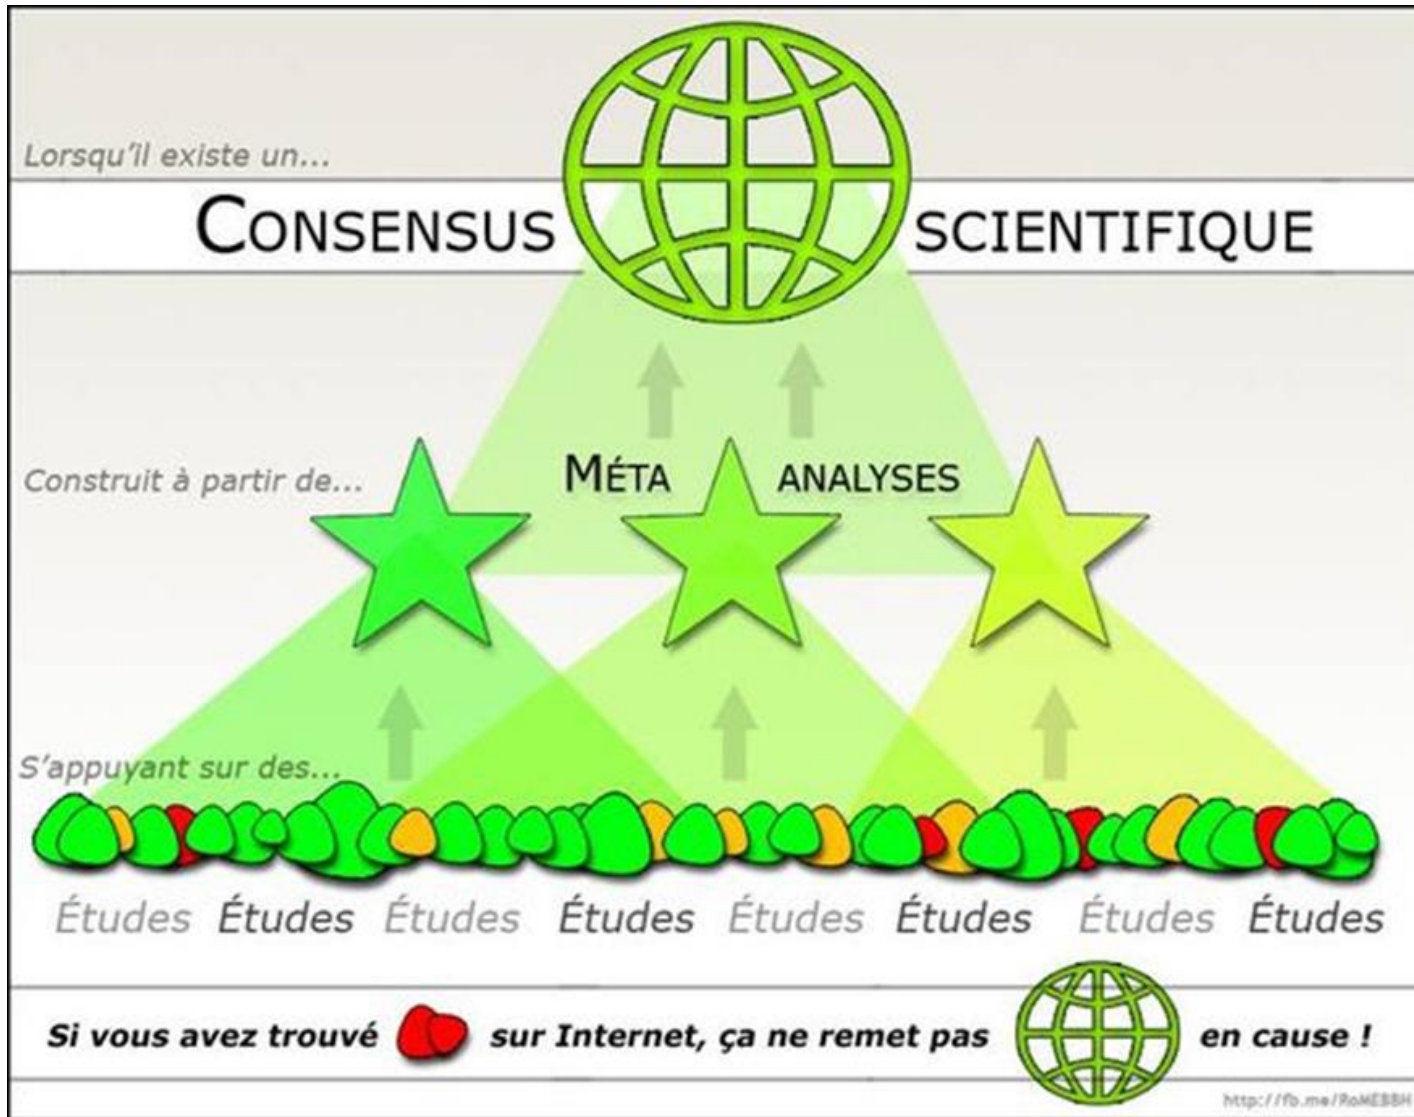 Lorsqu'il existe un...
CONSENSUS SCIENTIFIQUE
Construit à partir de...
MÉTA ANALYSES
S'appuyant sur des...
Études Études Études Études Études Études Études Études
Si vous avez trouvé sur Internet, ça ne remet pas en cause !
http://fb.me/RoMEBBH